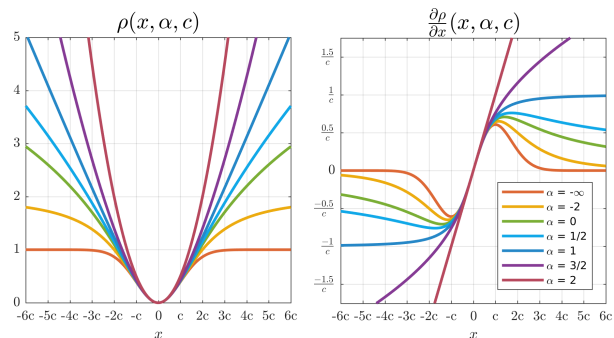 ρ(x, α, c)
5
4
3
2
1
0
-6c -5c -4c -3c -2c -c 0 c 2c 3c 4c 5c 6c
x
∂ρ/∂x (x, α, c)
1.5/c
1/c
0.5/c
0
-0.5/c
-1/c
-1.5/c
-6c -5c -4c -3c -2c -c 0 c 2c 3c 4c 5c 6c
x
α = -∞
α = -2
α = 0
α = 1/2
α = 1
α = 3/2
α = 2